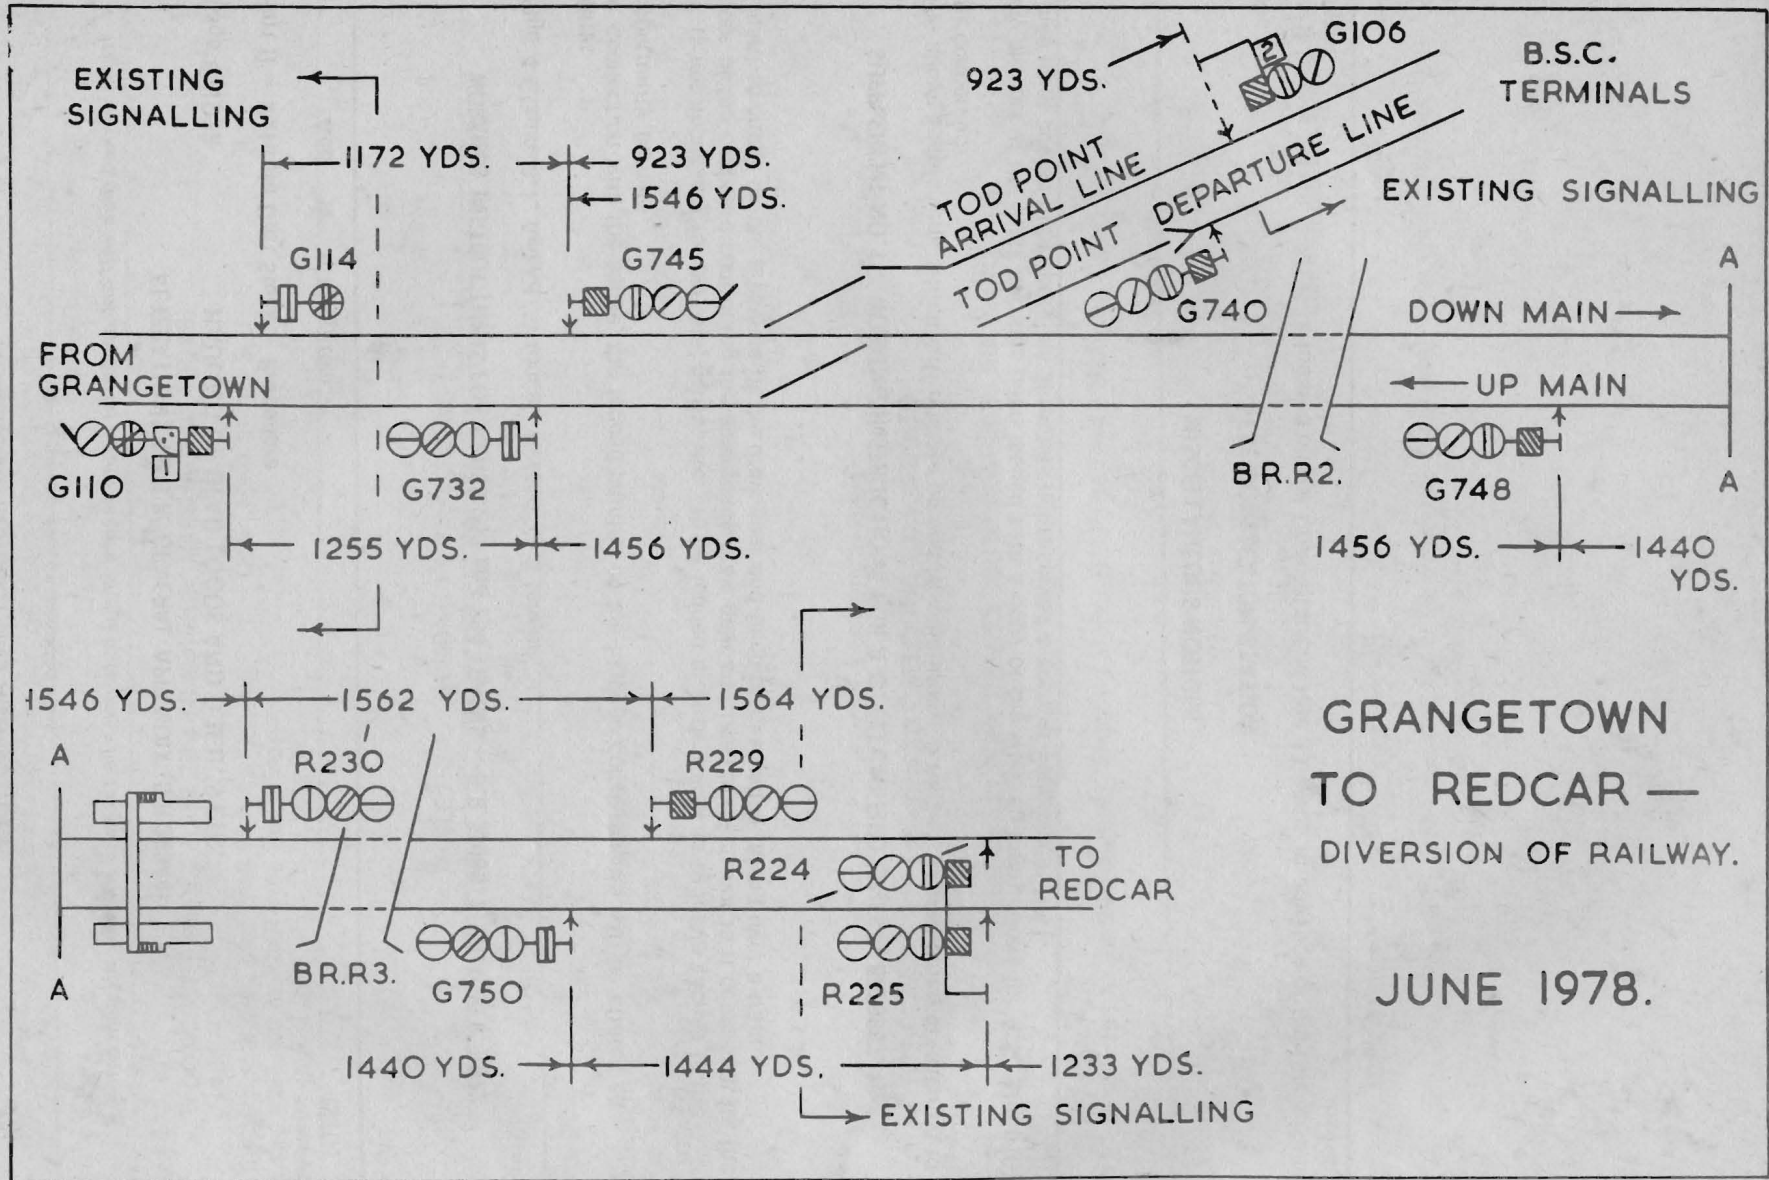 EXISTING
SIGNALLING
1172 YDS.
923 YDS.
1546 YDS.
G114
G745
923 YDS.
2
G106
B.S.C.
TERMINALS
TOD POINT
ARRIVAL LINE
TOD POINT DEPARTURE LINE
EXISTING SIGNALLING
G740
A
DOWN MAIN
FROM
GRANGETOWN
UP MAIN
1
G110
G732
BR.R2.
G748
A
1255 YDS.
1456 YDS.
1456 YDS.
1440
YDS.
1546 YDS.
1562 YDS.
1564 YDS.
A
R230
R229
R224
TO
REDCAR
A
BR.R3.
G750
R225
1440 YDS.
1444 YDS.
1233 YDS.
EXISTING SIGNALLING
GRANGETOWN
TO REDCAR —
DIVERSION OF RAILWAY.
JUNE 1978.